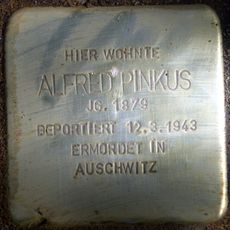 HIER WOHNTE
ALFRED PINKUS
JG. 1879
DEPORTIERT 12.3.1943
ERMORDET IN
AUSCHWITZ